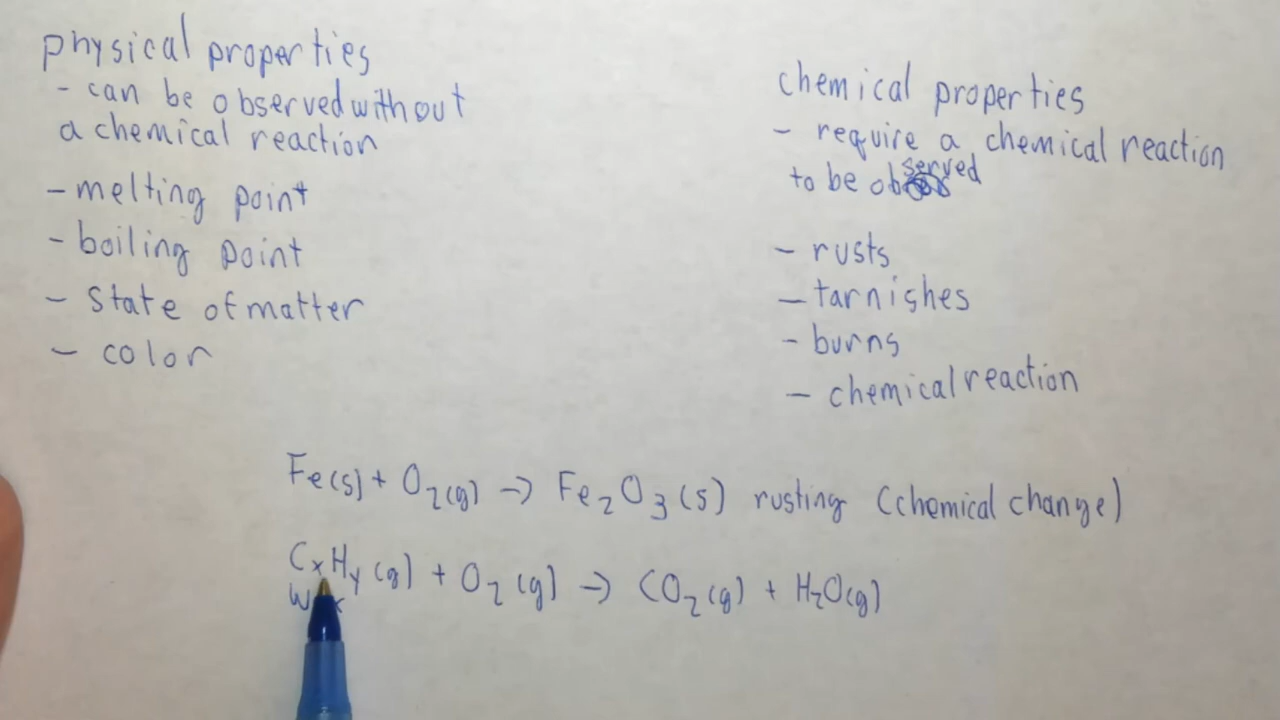 physical properties
- can be observed without
a chemical reaction
- melting point
- boiling point
- state of matter
- color
chemical properties
- require a chemical reaction
to be observed
- rusts
- tarnishes
- burns
- chemical reaction
Fe(s) + O₂(g) → Fe₂O₃(s) rusting (chemical change)
CₓHᵧ(g) + O₂(g) → CO₂(g) + H₂O(g)